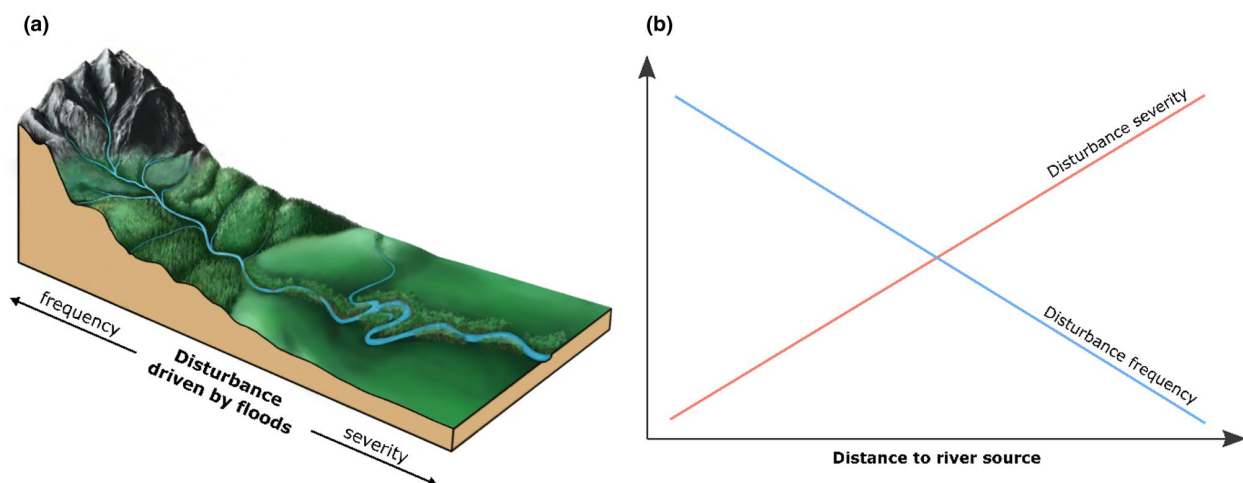 (a)
frequency
Disturbance
driven by floods
severity
(b)
Disturbance severity
Disturbance frequency
Distance to river source